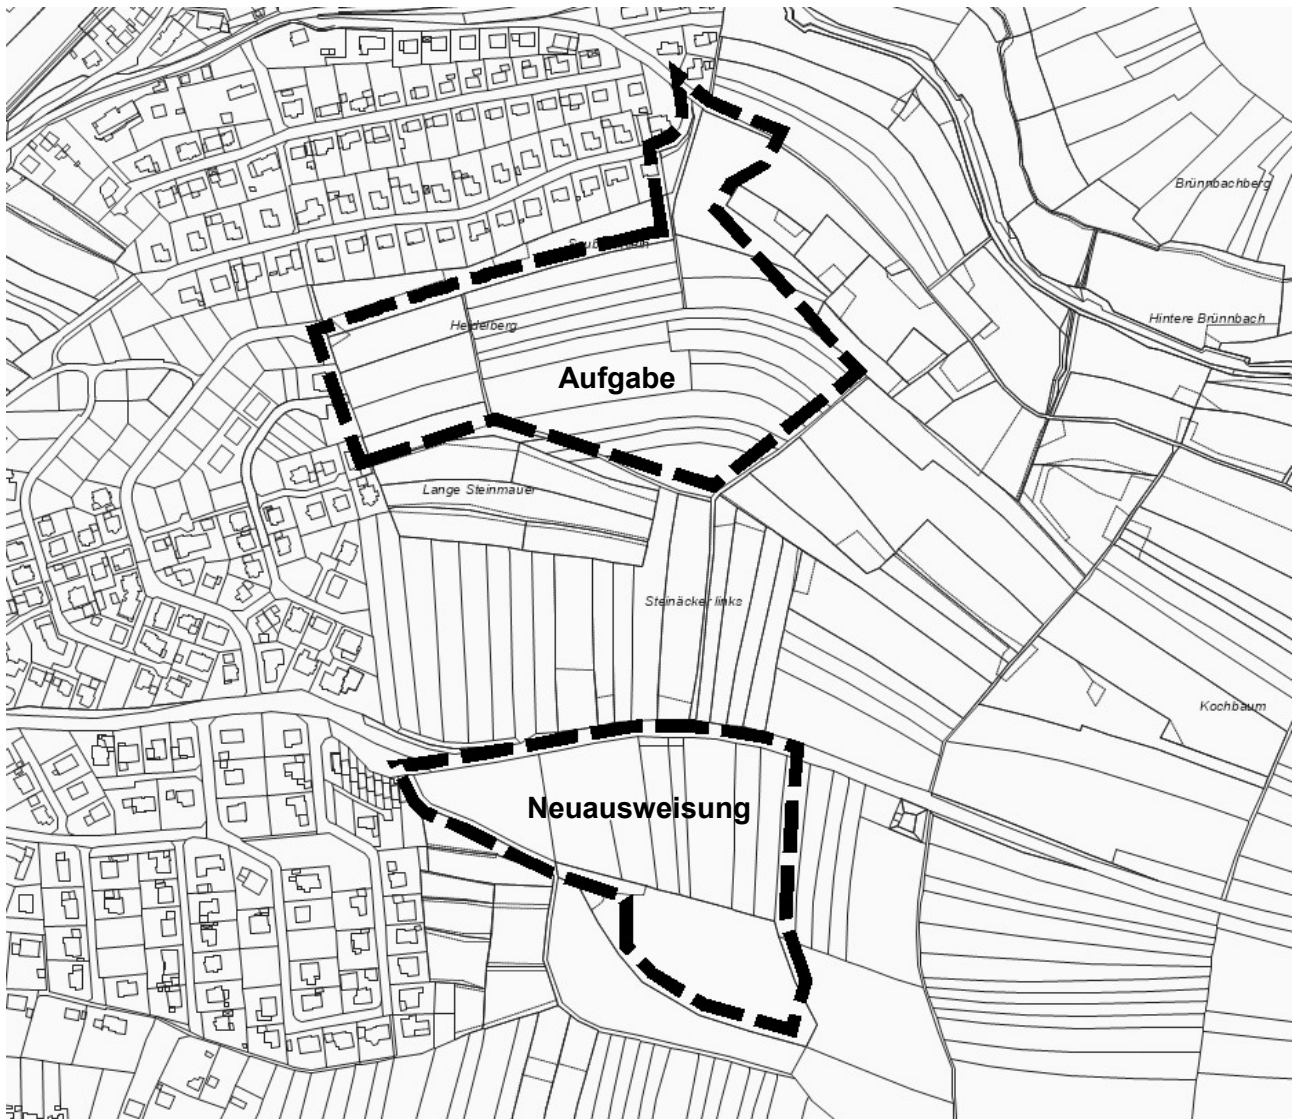 Brünnbachberg
Hintere Brünnbach
Heidelberg
Aufgabe
Lange Steinmauer
Steinäcker links
Kochbaum
Neuausweisung